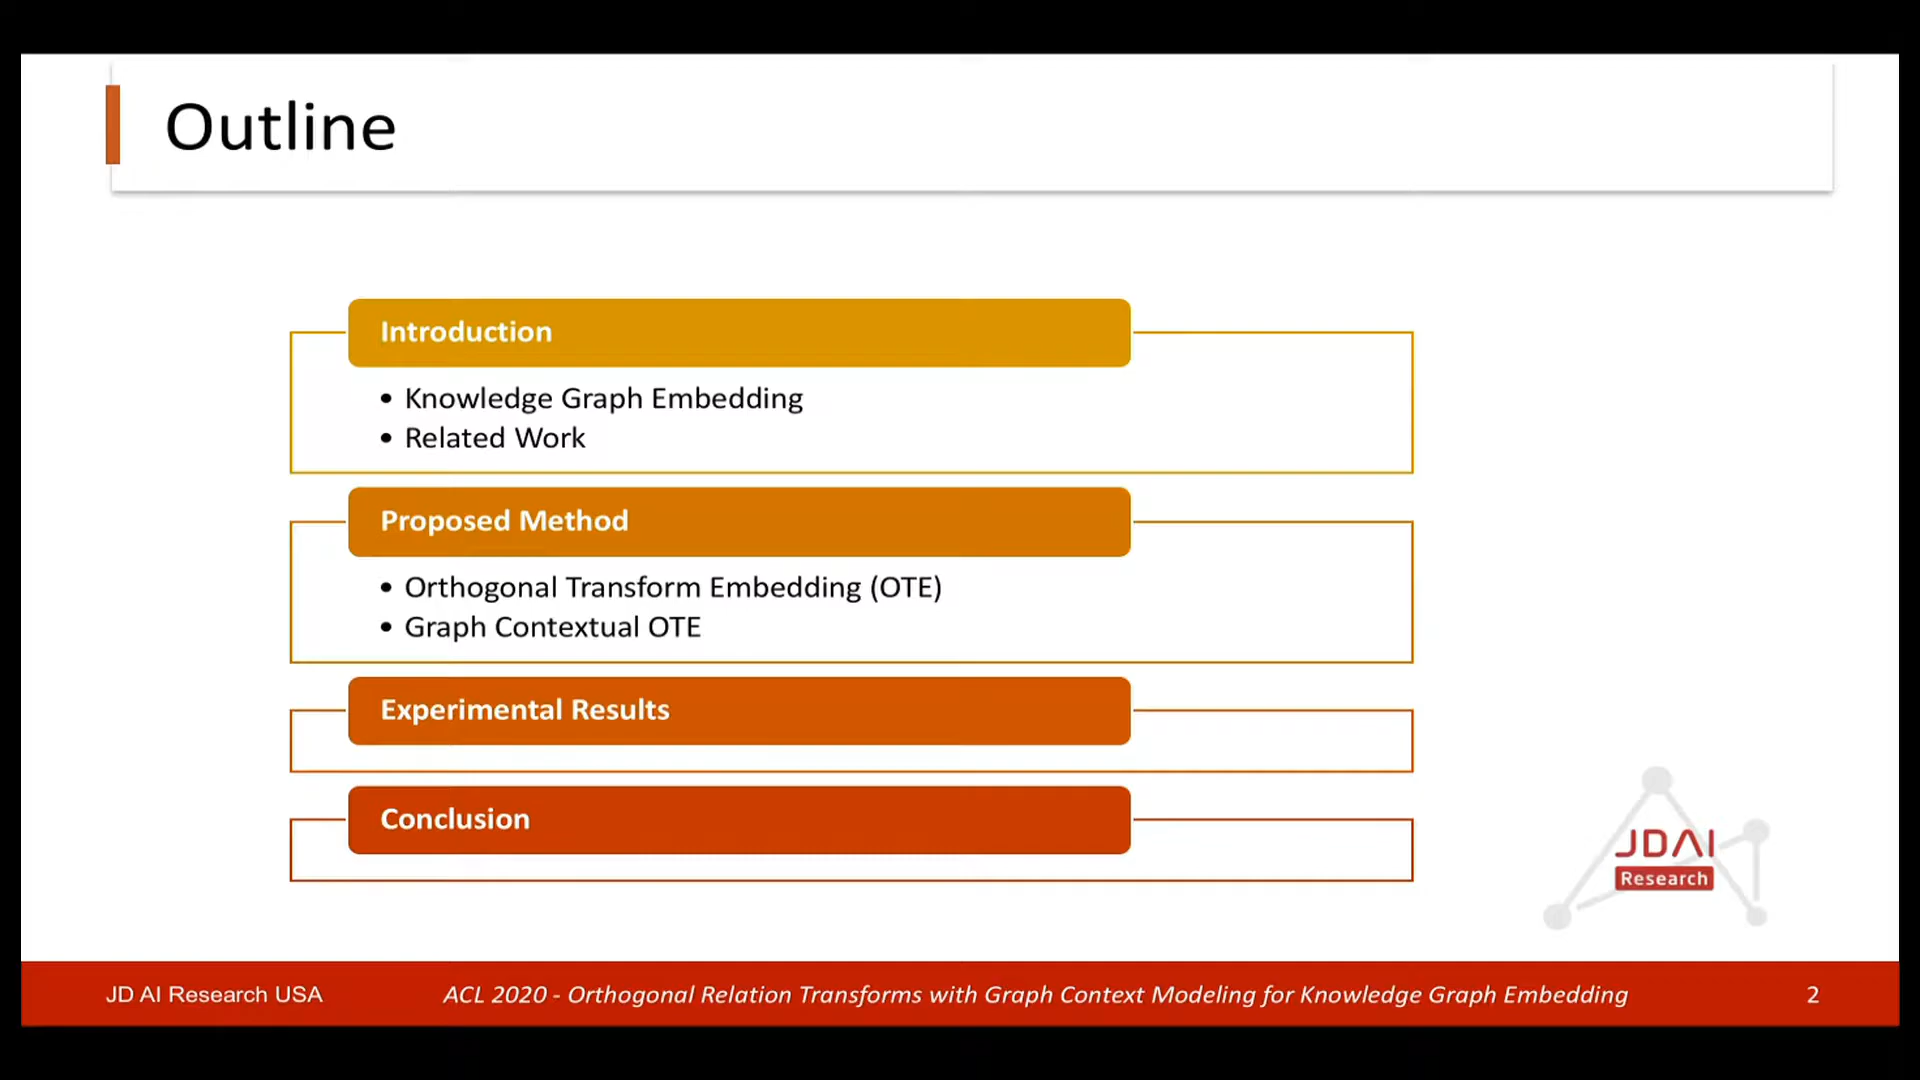 Outline
Introduction
• Knowledge Graph Embedding
• Related Work
Proposed Method
• Orthogonal Transform Embedding (OTE)
• Graph Contextual OTE
Experimental Results
Conclusion
JDAI
Research
JD AI Research USA
ACL 2020 - Orthogonal Relation Transforms with Graph Context Modeling for Knowledge Graph Embedding
2